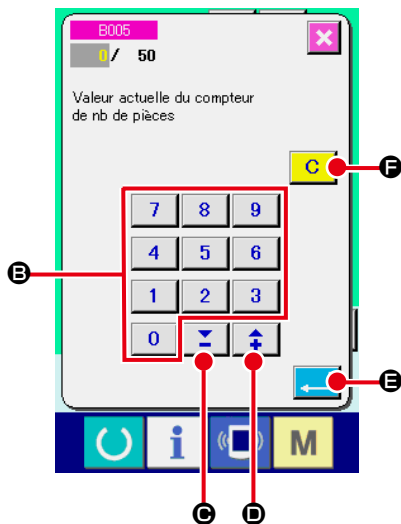 B005
0/ 50
Valeur actuelle du compteur
de nb de pièces
C
F
7 8 9
4 5 6
B
1 2 3
0
E
i M
C D